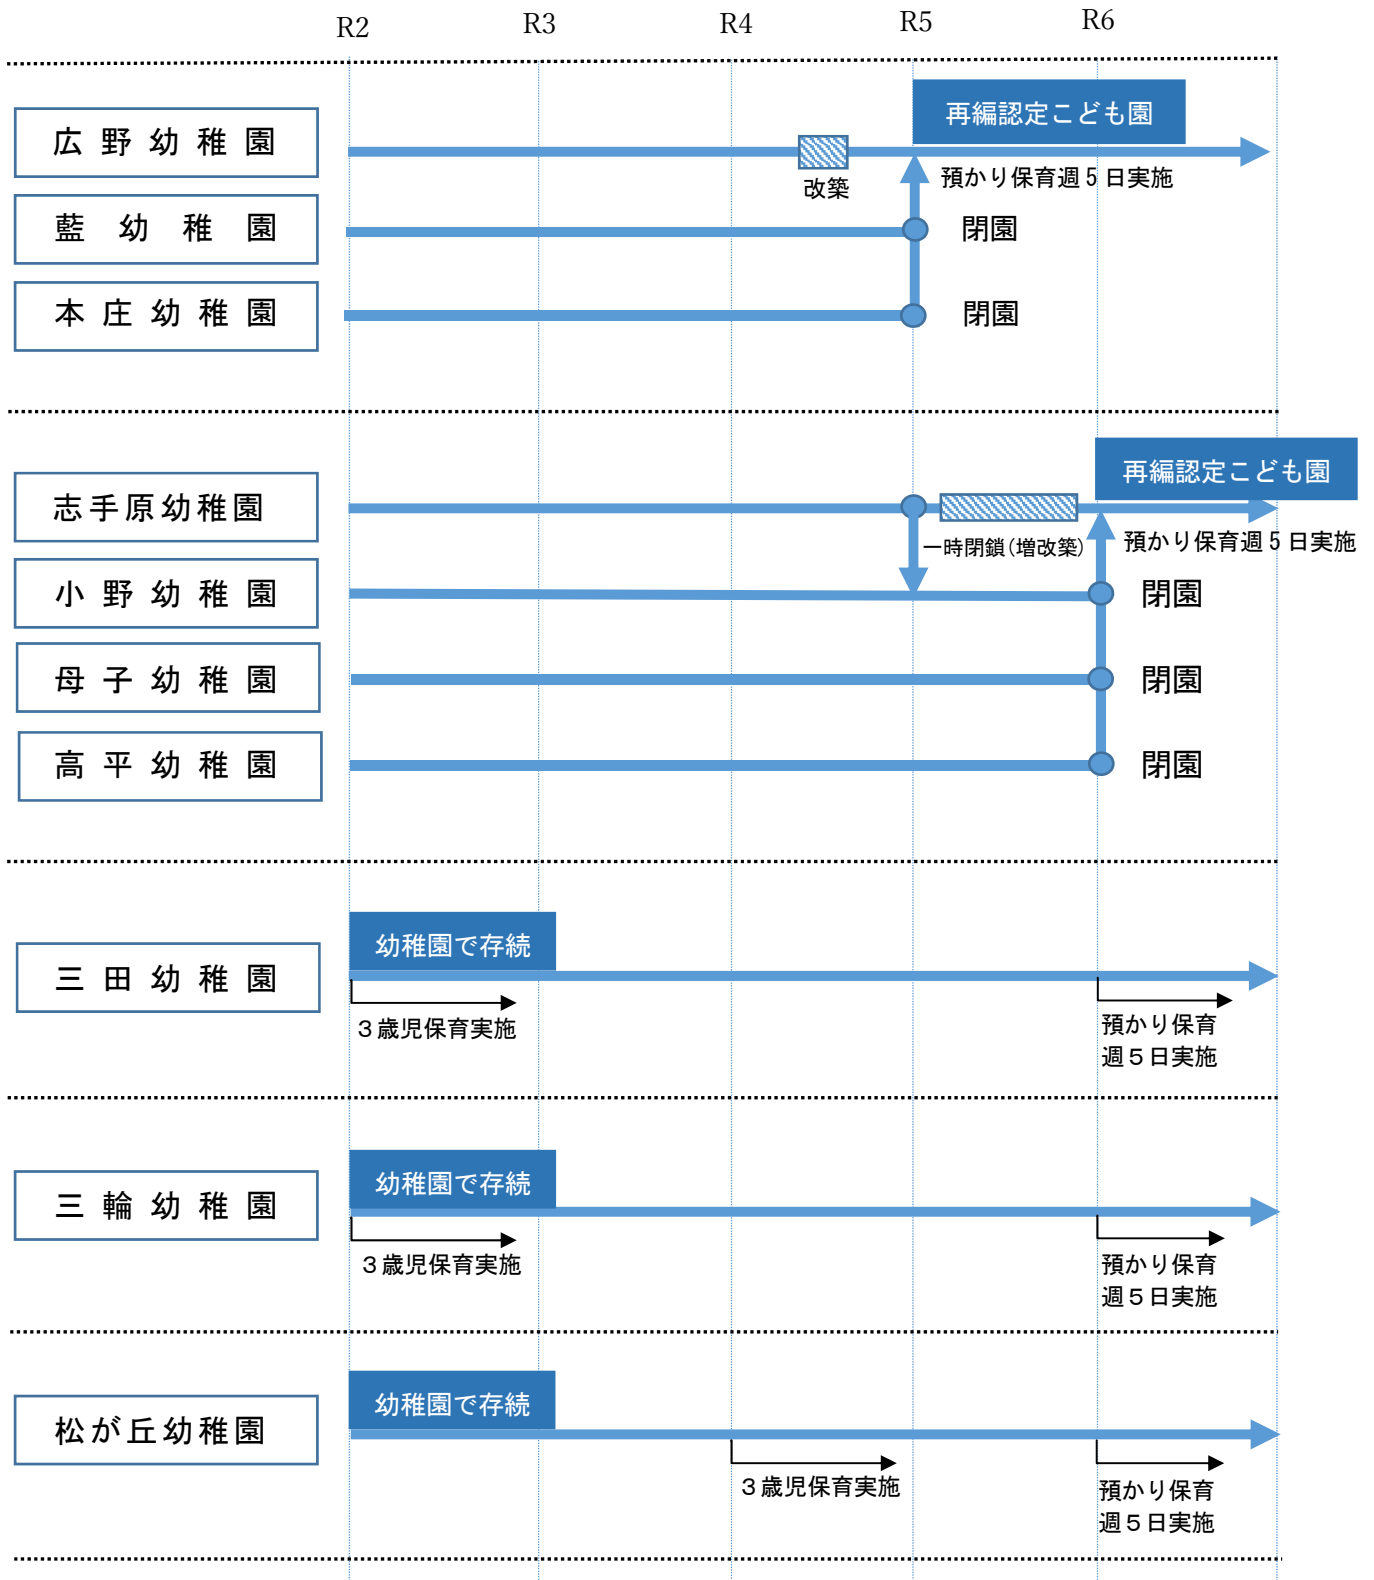 R2 R3 R4 R5 R6
再編認定こども園
広野幼稚園
改築
預かり保育週5日実施
藍幼稚園
閉園
本庄幼稚園
閉園
再編認定こども園
志手原幼稚園
一時閉鎖(増改築)
預かり保育週5日実施
小野幼稚園
閉園
母子幼稚園
閉園
高平幼稚園
閉園
幼稚園で存続
三田幼稚園
3歳児保育実施
預かり保育
週5日実施
幼稚園で存続
三輪幼稚園
3歳児保育実施
預かり保育
週5日実施
幼稚園で存続
松が丘幼稚園
3歳児保育実施
預かり保育
週5日実施